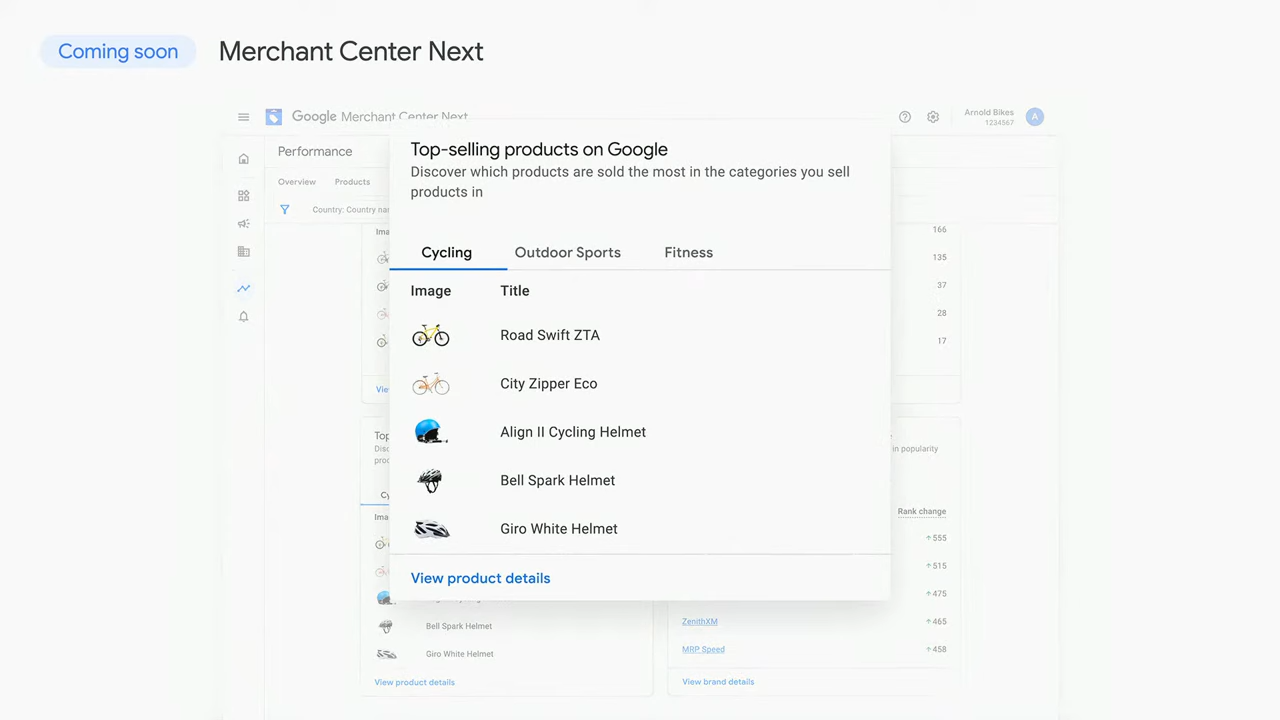 Coming soon
Merchant Center Next
Google Merchant Center Next
Arnold Bikes
1234567
A
Performance
Overview
Products
Country: Country
Top-selling products on Google
Discover which products are sold the most in the categories you sell
products in
Cycling
Outdoor Sports
Fitness
Image
Title
Road Swift ZTA
City Zipper Eco
Align II Cycling Helmet
Bell Spark Helmet
Giro White Helmet
View product details
166
135
37
28
17
in popularity
Rank change
↑555
↑515
↑475
Bell Spark Helmet
ZenithXM
↑465
Giro White Helmet
MRP Speed
↑458
View product details
View brand details